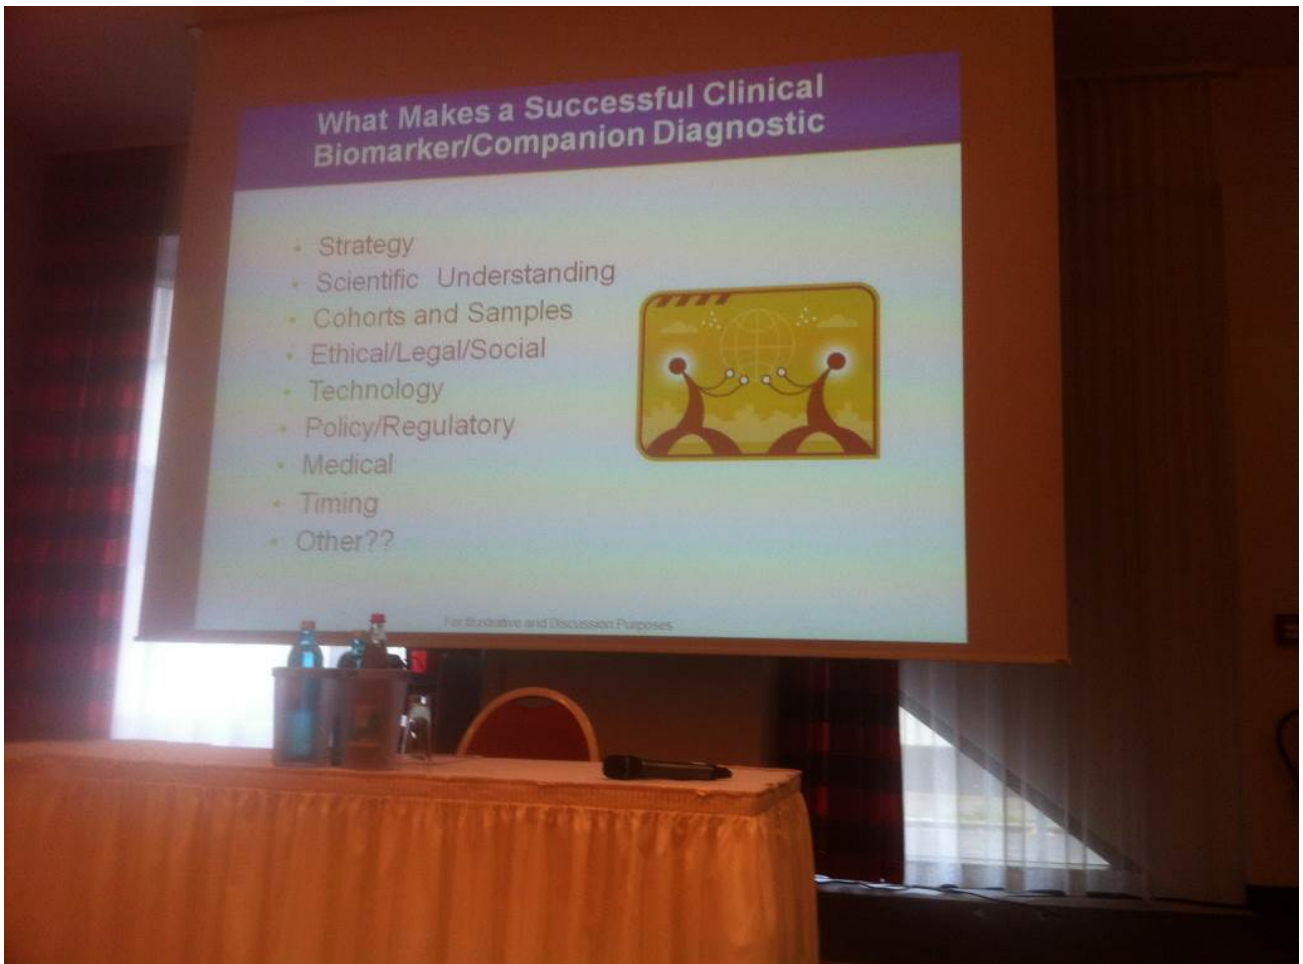 What Makes a Successful Clinical
Biomarker/Companion Diagnostic
• Strategy
• Scientific Understanding
• Cohorts and Samples
• Ethical/Legal/Social
• Technology
• Policy/Regulatory
• Medical
• Timing
• Other??
For Illustrative and Discussion Purposes